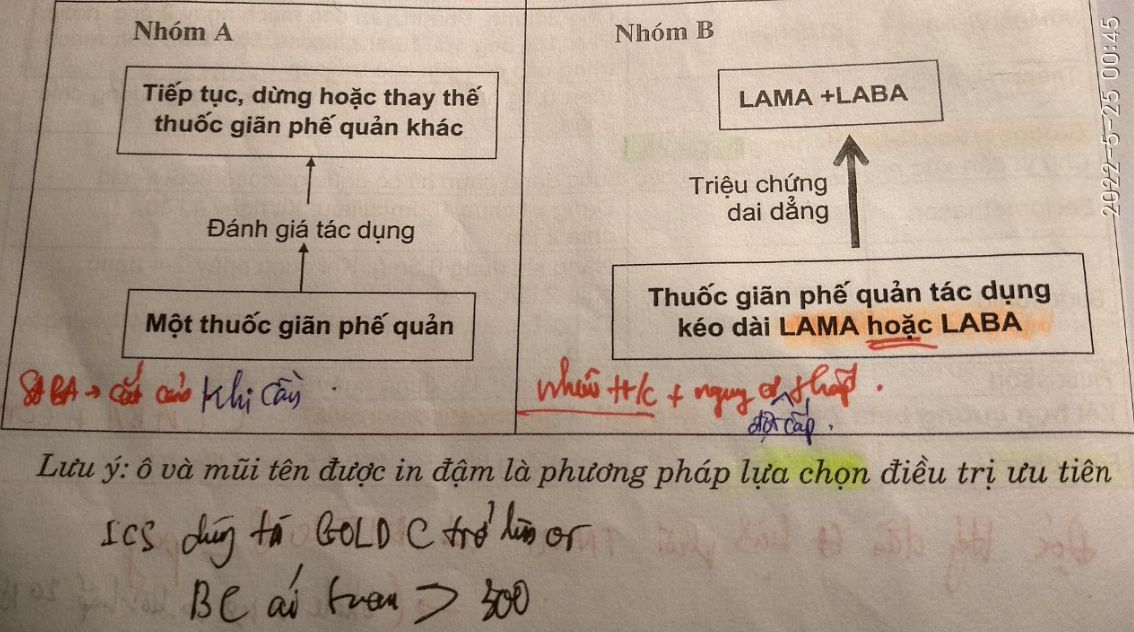 Nhóm A
Tiếp tục, dừng hoặc thay thế
thuốc giãn phế quản khác
Đánh giá tác dụng
Một thuốc giãn phế quản
SABA → cắt cơn khi cần.
Nhóm B
LAMA +LABA
Triệu chứng
dai dẳng
Thuốc giãn phế quản tác dụng
kéo dài LAMA hoặc LABA
nhiều tr/c + nguy cơ thấp.
đợt cấp.
Lưu ý: ô và mũi tên được in đậm là phương pháp lựa chọn điều trị ưu tiên
ICS dùng từ GOLD C trở lên or
BC ái toan > 300
2022-5-25 00:45